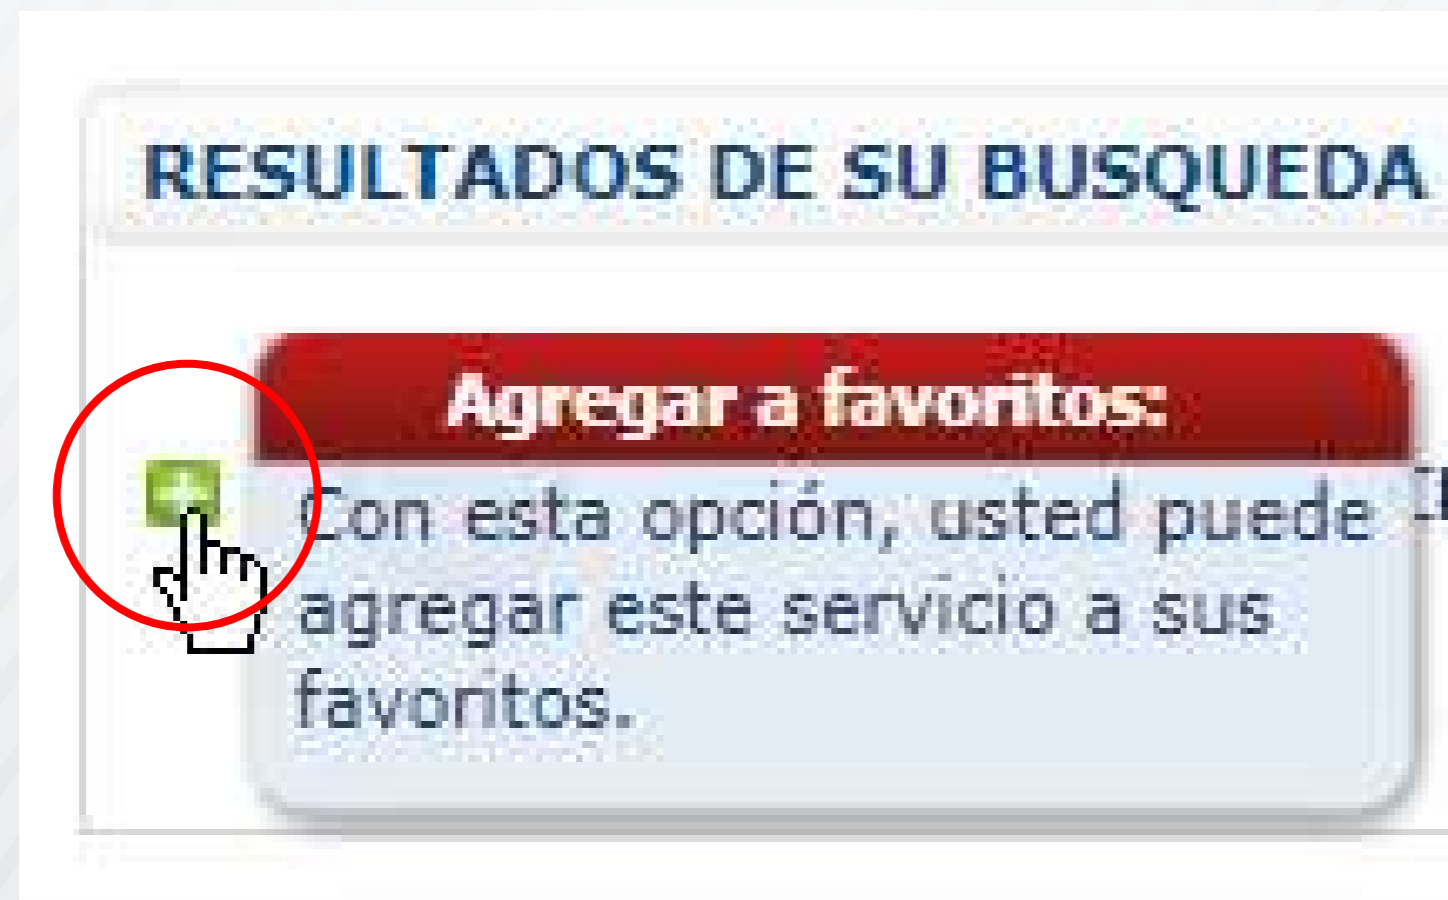 RESULTADOS DE SU BUSQUEDA
Agregar a favoritos:
Con esta opción, usted puede
agregar este servicio a sus
favoritos.